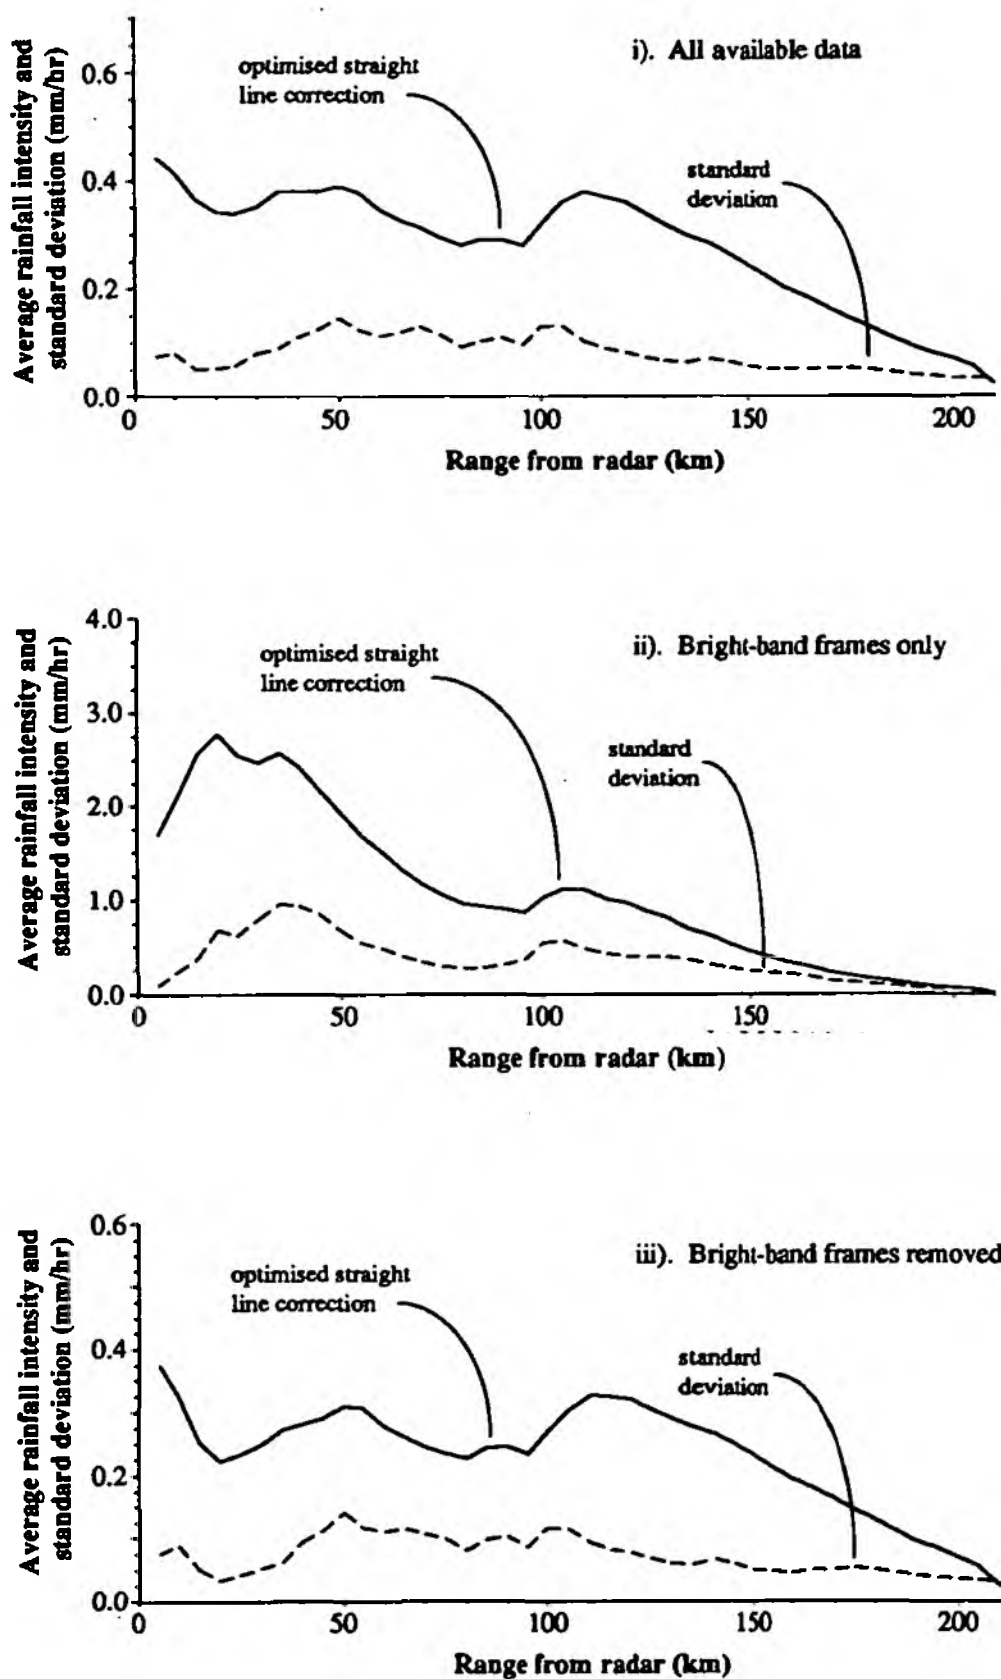 i). All available data
optimised straight
line correction
standard
deviation
Average rainfall intensity and
standard deviation (mm/hr)
0.6
0.4
0.2
0.0
0 50 100 150 200
Range from radar (km)
ii). Bright-band frames only
optimised straight
line correction
standard
deviation
Average rainfall intensity and
standard deviation (mm/hr)
4.0
3.0
2.0
1.0
0.0
0 50 100 150
Range from radar (km)
iii). Bright-band frames removed
optimised straight
line correction
standard
deviation
Average rainfall intensity and
standard deviation (mm/hr)
0.6
0.4
0.2
0.0
0 50 100 150 200
Range from radar (km)